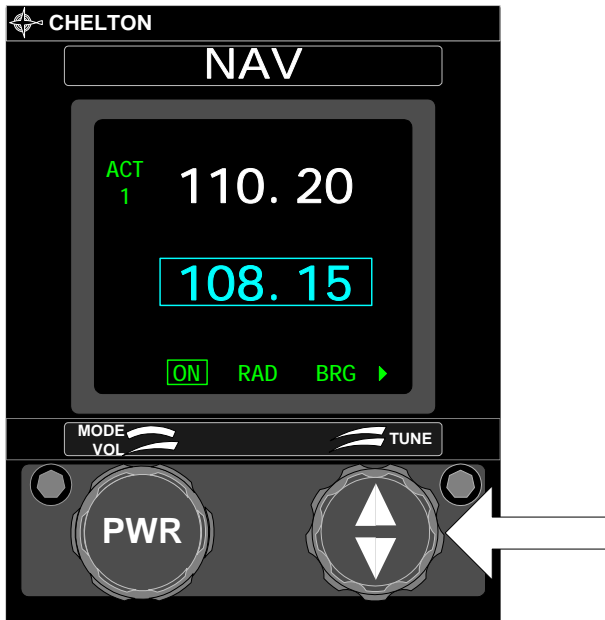 CHELTON
NAV
ACT 110. 20
1
108. 15
ON RAD BRG
MODE
VOL TUNE
PWR